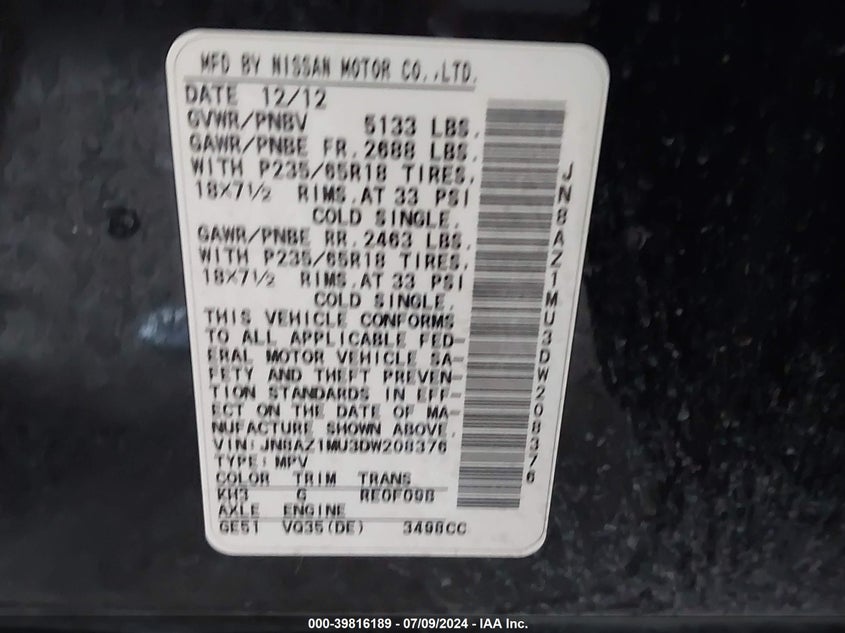 MFD BY NISSAN MOTOR CO.,LTD.
DATE 12/12
GVWR/PNBV 5133 LBS.
GAWR/PNBE FR.2688 LBS.
WITH P235/65R18 TIRES.
18X7½ RIMS.AT 33 PSI
COLD SINGLE.
GAWR/PNBE RR.2463 LBS.
WITH P235/65R18 TIRES.
18X7½ RIMS.AT 33 PSI
COLD SINGLE.
THIS VEHICLE CONFORMS
TO ALL APPLICABLE FED-
ERAL MOTOR VEHICLE SA-
FETY AND THEFT PREVEN-
TION STANDARDS IN EFF-
ECT ON THE DATE OF MA-
NUFACTURE SHOWN ABOVE.
VIN:JN8AZ1MU3DW208376
TYPE:MPV
COLOR TRIM TRANS
KH3 G RE0F09B
AXLE ENGINE
GE51 VQ35(DE) 3498CC
JN8AZ1MU3DW208376
000-39816189 - 07/09/2024 - IAA Inc.